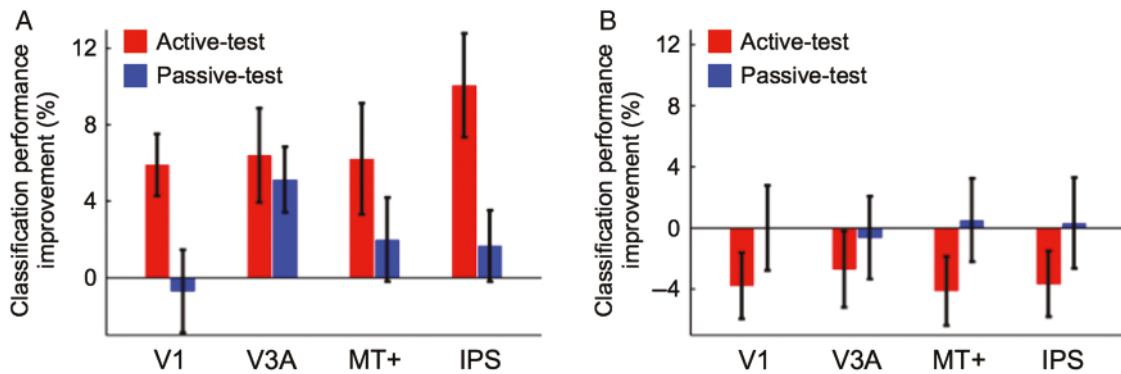 A
Classification performance
improvement (%)
12
8
4
0
Active-test
Passive-test
V1 V3A MT+ IPS
B
Classification performance
improvement (%)
12
8
4
0
–4
Active-test
Passive-test
V1 V3A MT+ IPS